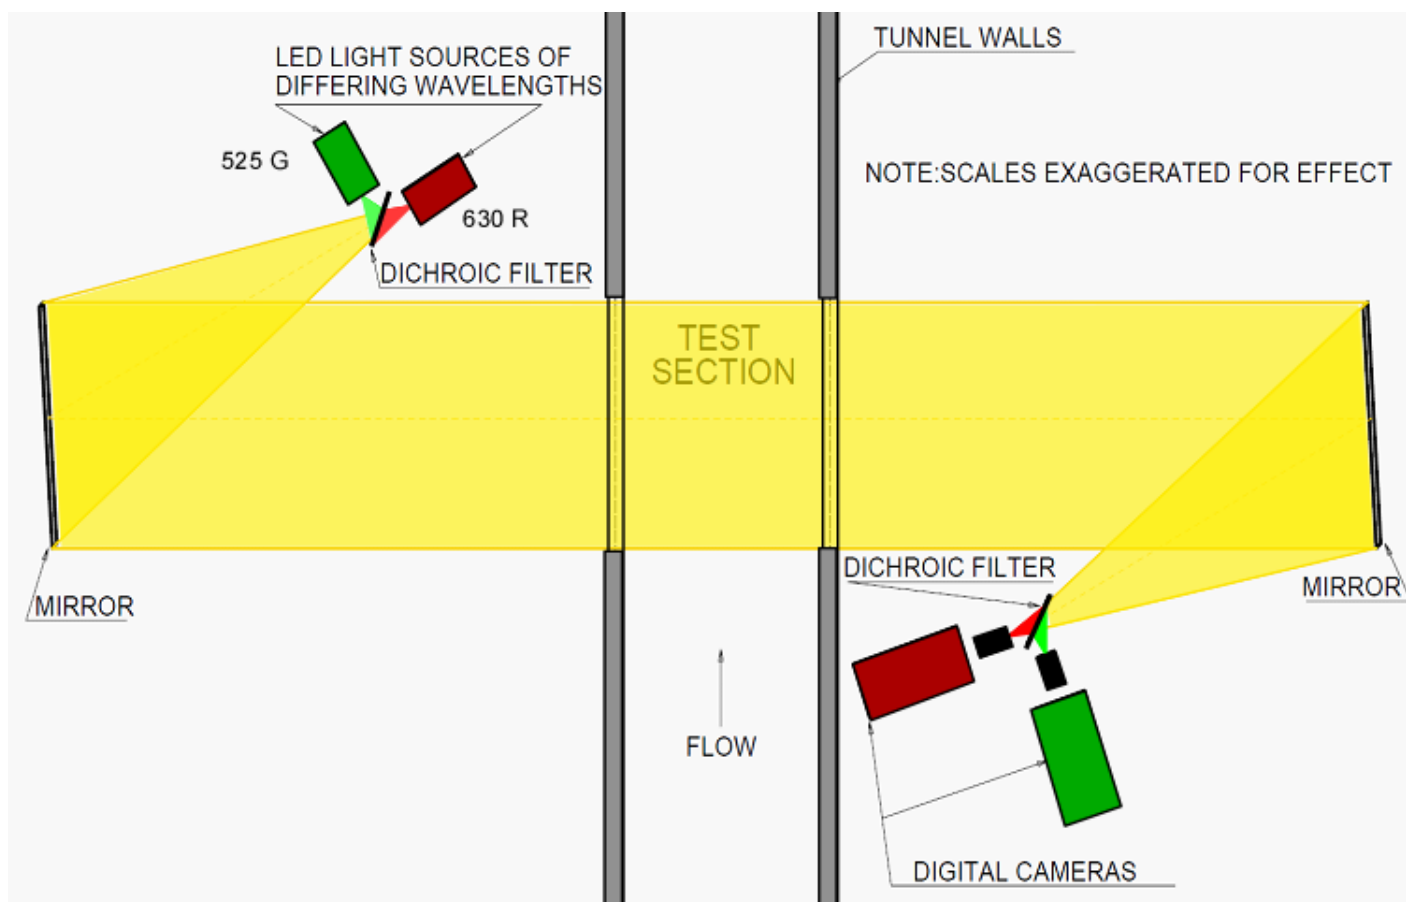 LED LIGHT SOURCES OF
DIFFERING WAVELENGTHS
TUNNEL WALLS
525 G
NOTE:SCALES EXAGGERATED FOR EFFECT
630 R
DICHROIC FILTER
TEST
SECTION
DICHROIC FILTER
MIRROR
MIRROR
FLOW
DIGITAL CAMERAS